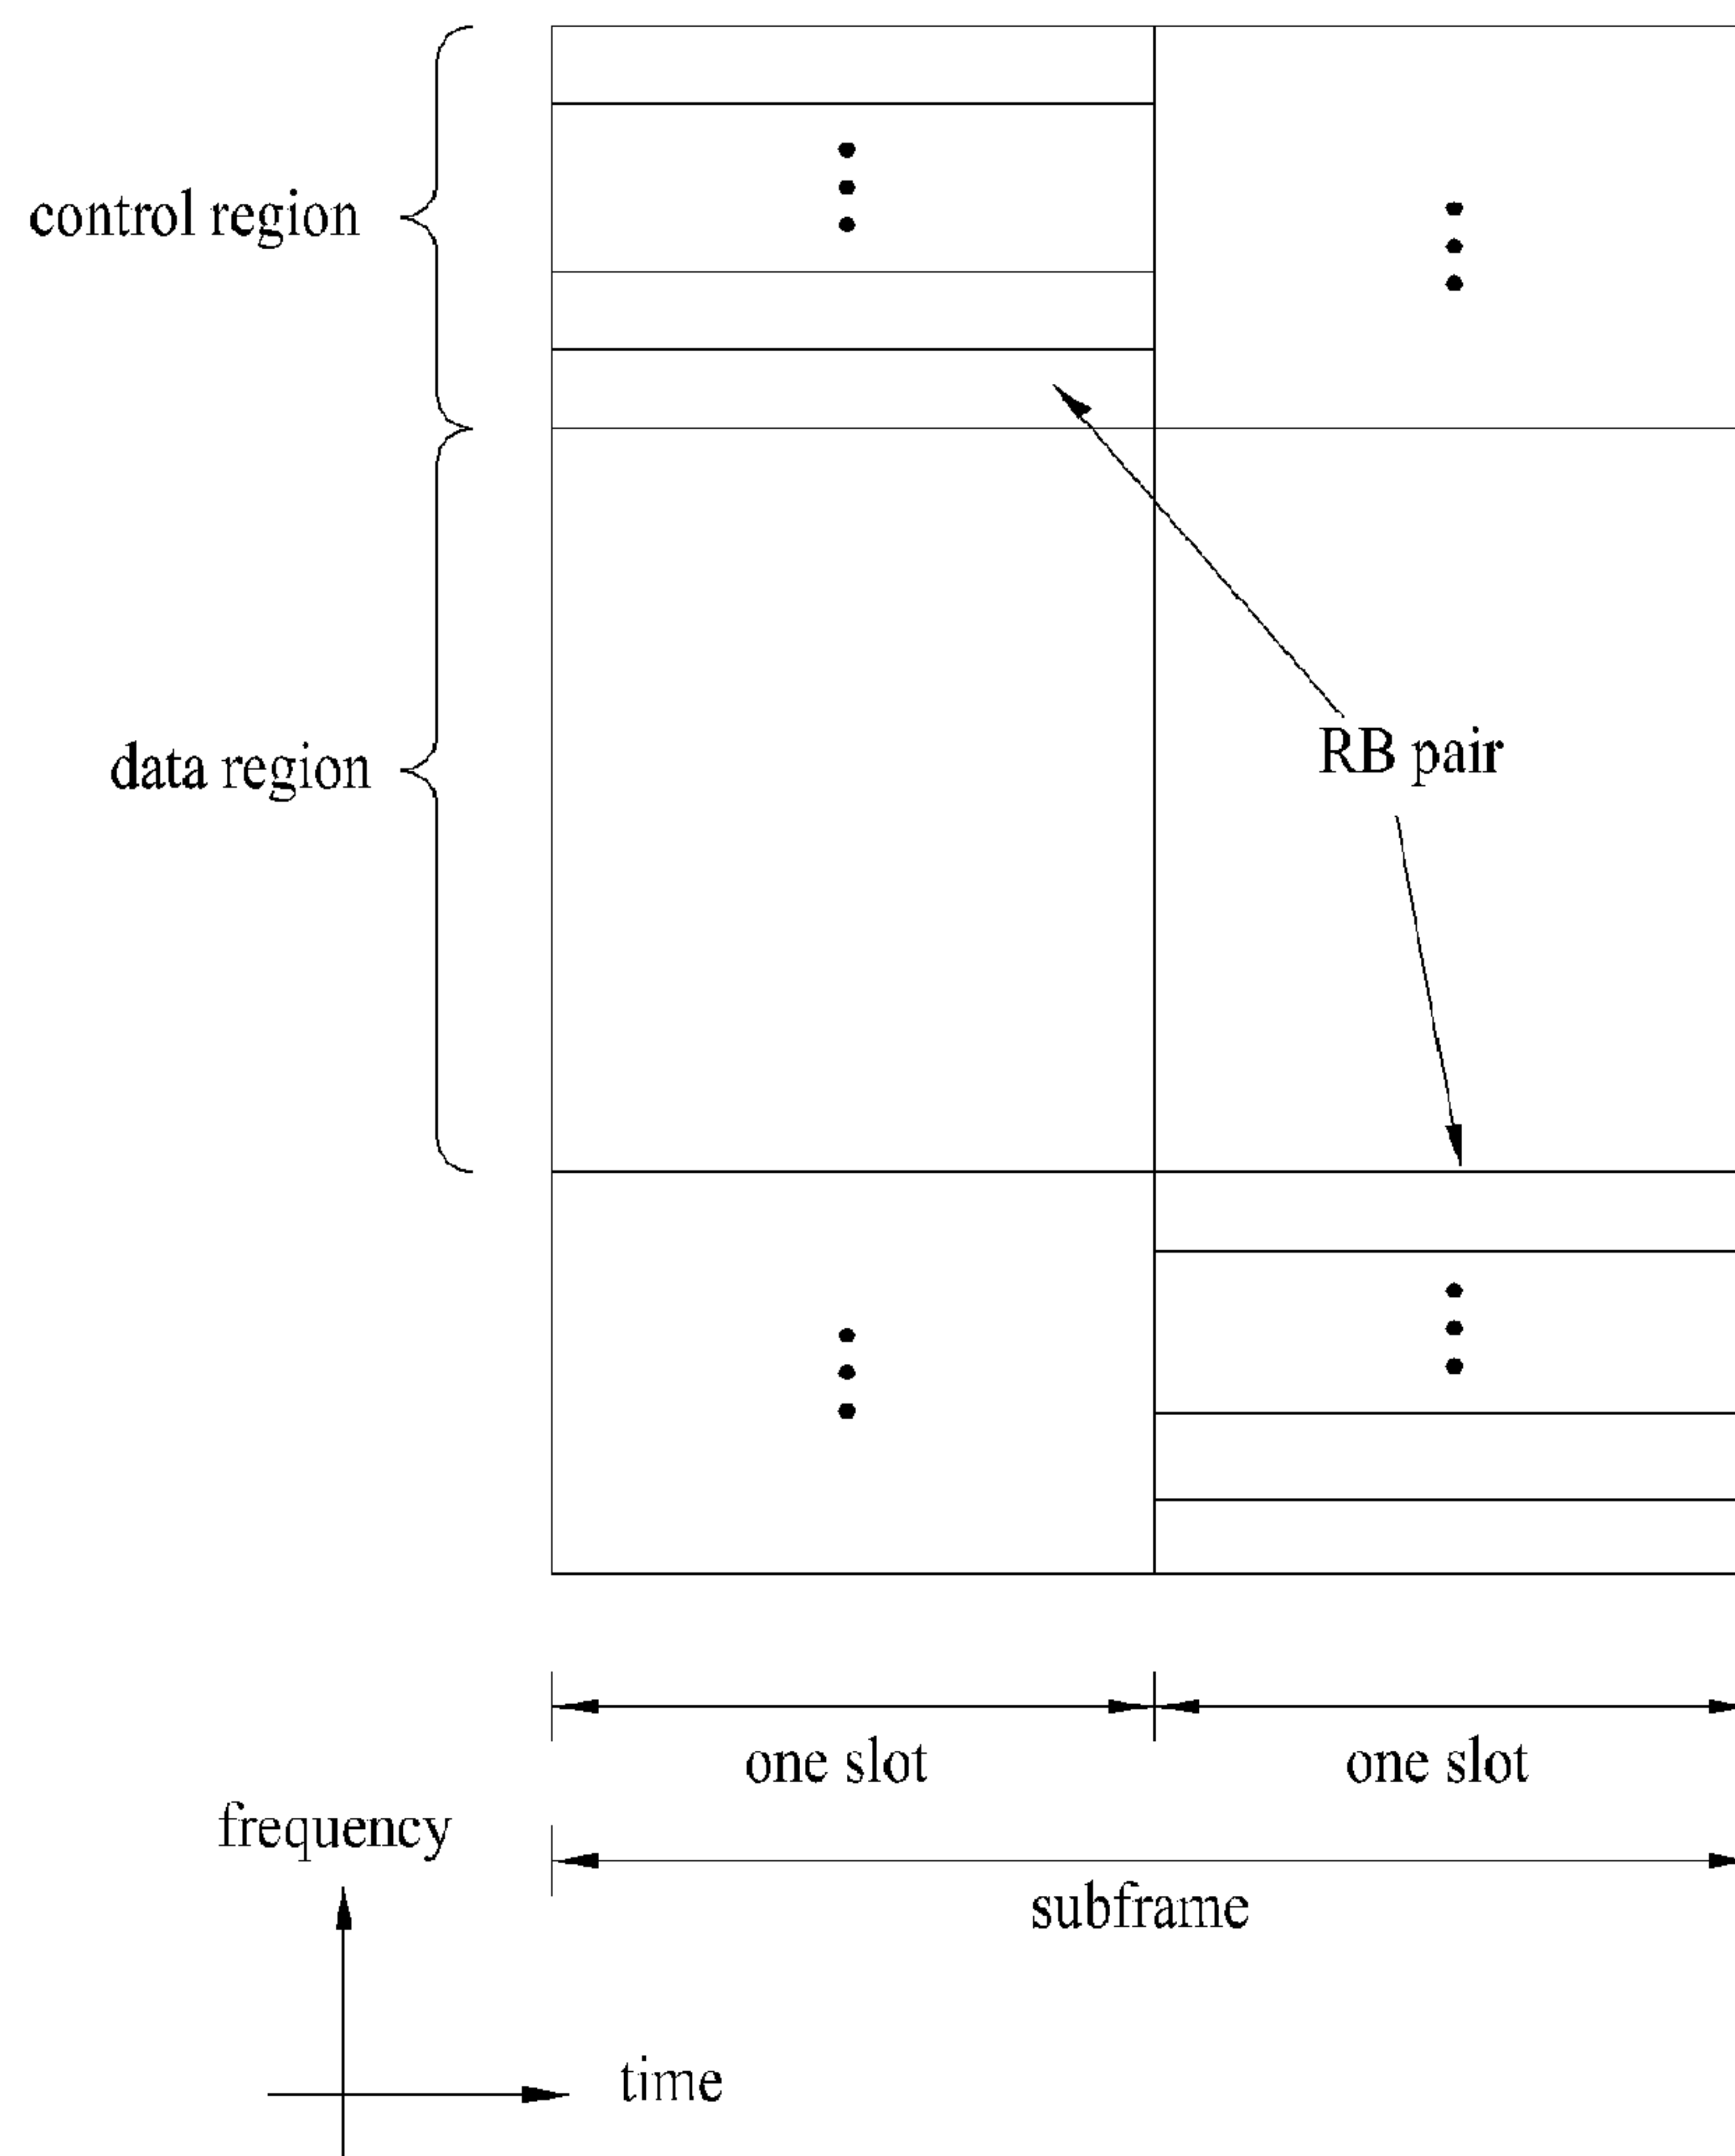 control region
data region
RB pair
one slot
one slot
frequency
subframe
time